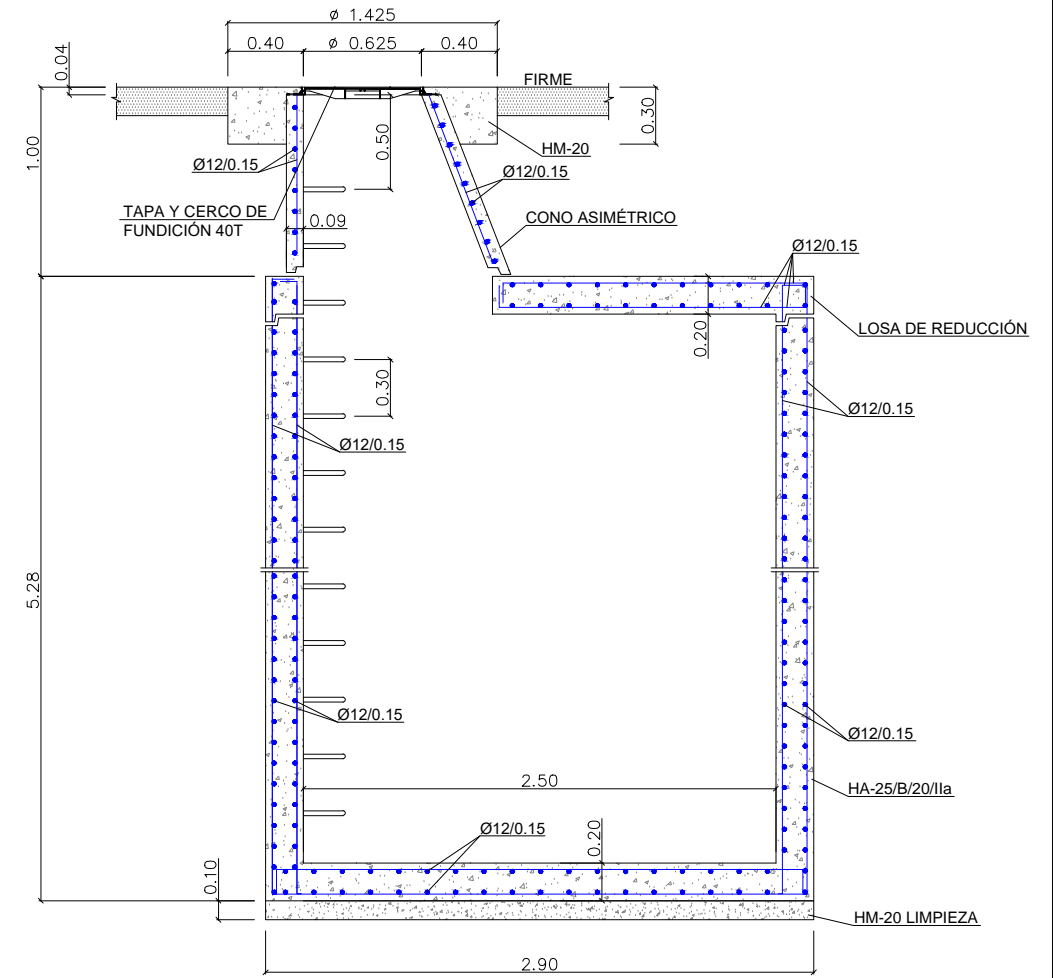 ø 1.425
0.40
ø 0.625
0.40
0.04
FIRME
0.30
1.00
0.50
HM-20
Ø12/0.15
Ø12/0.15
TAPA Y CERCO DE
FUNDICIÓN 40T
0.09
CONO ASIMÉTRICO
Ø12/0.15
LOSA DE REDUCCIÓN
0.20
0.30
Ø12/0.15
Ø12/0.15
5.28
Ø12/0.15
Ø12/0.15
2.50
HA-25/B/20/IIa
Ø12/0.15
0.20
0.10
HM-20 LIMPIEZA
2.90